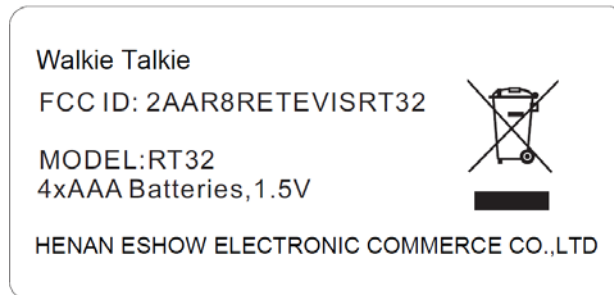 Walkie Talkie
FCC ID: 2AAR8RETEVISRT32
MODEL:RT32
4xAAA Batteries,1.5V
HENAN ESHOW ELECTRONIC COMMERCE CO.,LTD